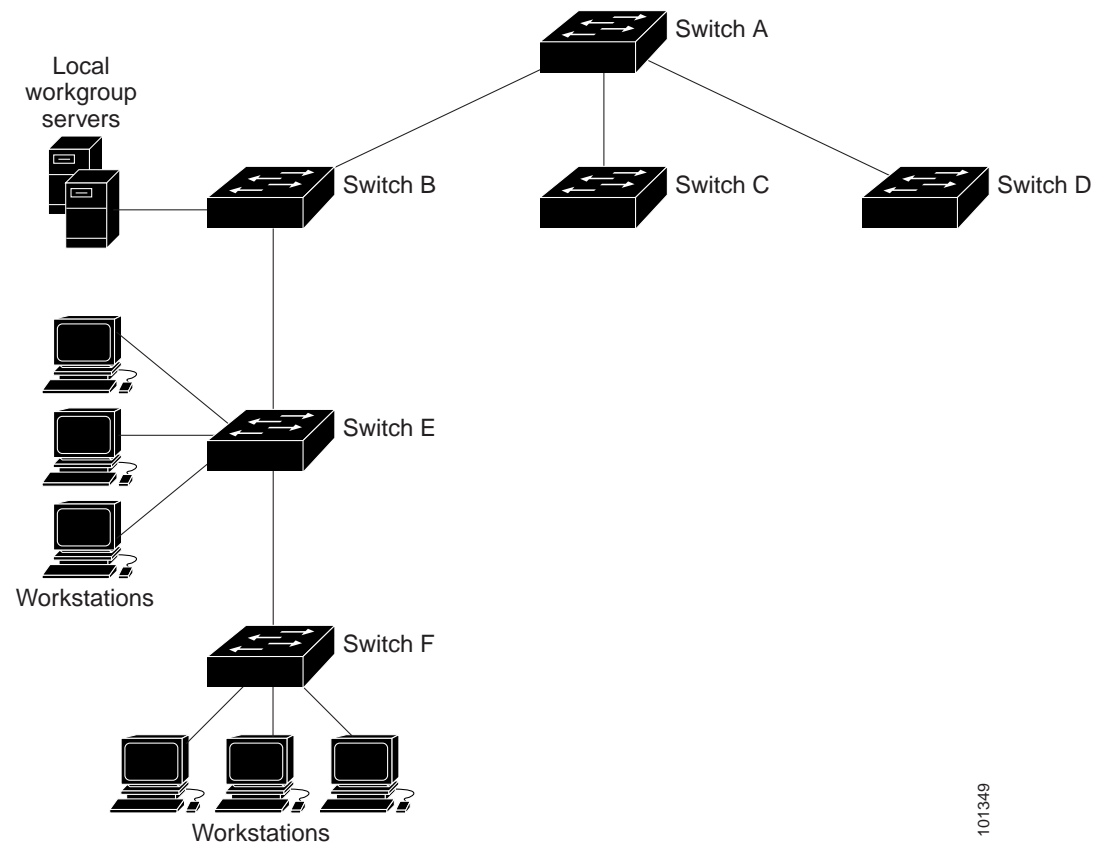 Switch A
Local
workgroup
servers
Switch B
Switch C
Switch D
Switch E
Workstations
Switch F
Workstations
101349